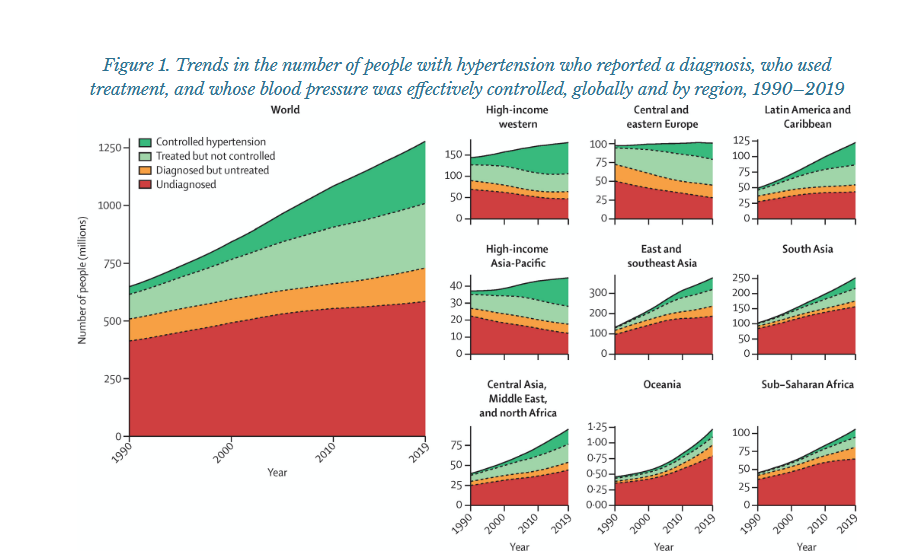 Figure 1. Trends in the number of people with hypertension who reported a diagnosis, who used
treatment, and whose blood pressure was effectively controlled, globally and by region, 1990–2019
World
Number of people (millions)
1250
1000
750
500
250
0
Controlled hypertension
Treated but not controlled
Diagnosed but untreated
Undiagnosed
1990
2000
2010
2019
Year
High-income
western
150
100
50
0
Central and
eastern Europe
100
75
50
25
0
Latin America and
Caribbean
125
100
75
50
25
0
High-income
Asia-Pacific
40
30
20
10
0
East and
southeast Asia
300
200
100
0
South Asia
250
200
150
100
50
0
Central Asia,
Middle East,
and north Africa
75
50
25
0
1990
2000
2010
2019
Year
Oceania
1·25
1·00
0·75
0·50
0·25
0·00
1990
2000
2010
2019
Year
Sub–Saharan Africa
100
75
50
25
0
1990
2000
2010
2019
Year